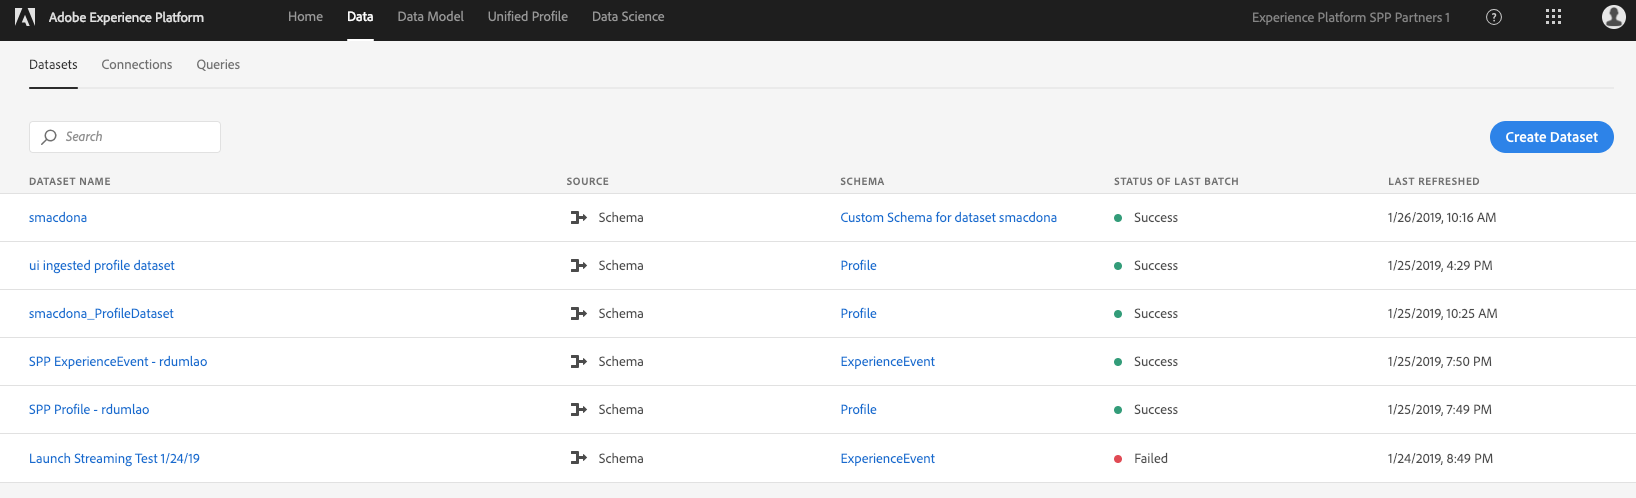 Adobe Experience Platform Home Data Data Model Unified Profile Data Science Experience Platform SPP Partners 1 ?
Datasets Connections Queries
Search Create Dataset
DATASET NAME SOURCE SCHEMA STATUS OF LAST BATCH LAST REFRESHED
smacdona Schema Custom Schema for dataset smacdona Success 1/26/2019, 10:16 AM
ui ingested profile dataset Schema Profile Success 1/25/2019, 4:29 PM
smacdona_ProfileDataset Schema Profile Success 1/25/2019, 10:25 AM
SPP ExperienceEvent - rdumlao Schema ExperienceEvent Success 1/25/2019, 7:50 PM
SPP Profile - rdumlao Schema Profile Success 1/25/2019, 7:49 PM
Launch Streaming Test 1/24/19 Schema ExperienceEvent Failed 1/24/2019, 8:49 PM